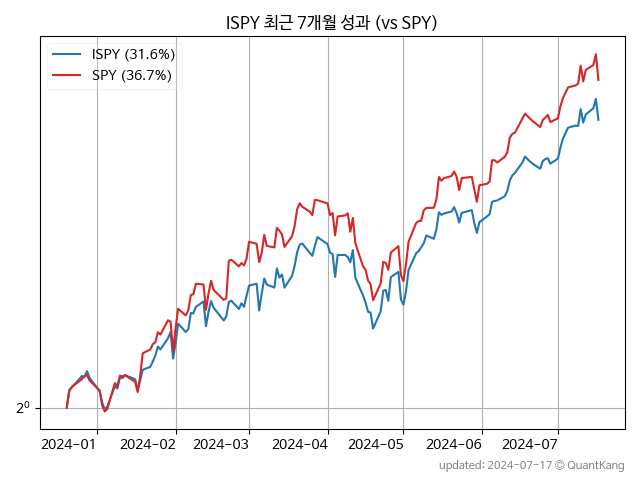 ISPY 최근 7개월 성과 (vs SPY)
ISPY (31.6%)
SPY (36.7%)
2⁰
2024-01 2024-02 2024-03 2024-04 2024-05 2024-06 2024-07
updated: 2024-07-17 © QuantKang